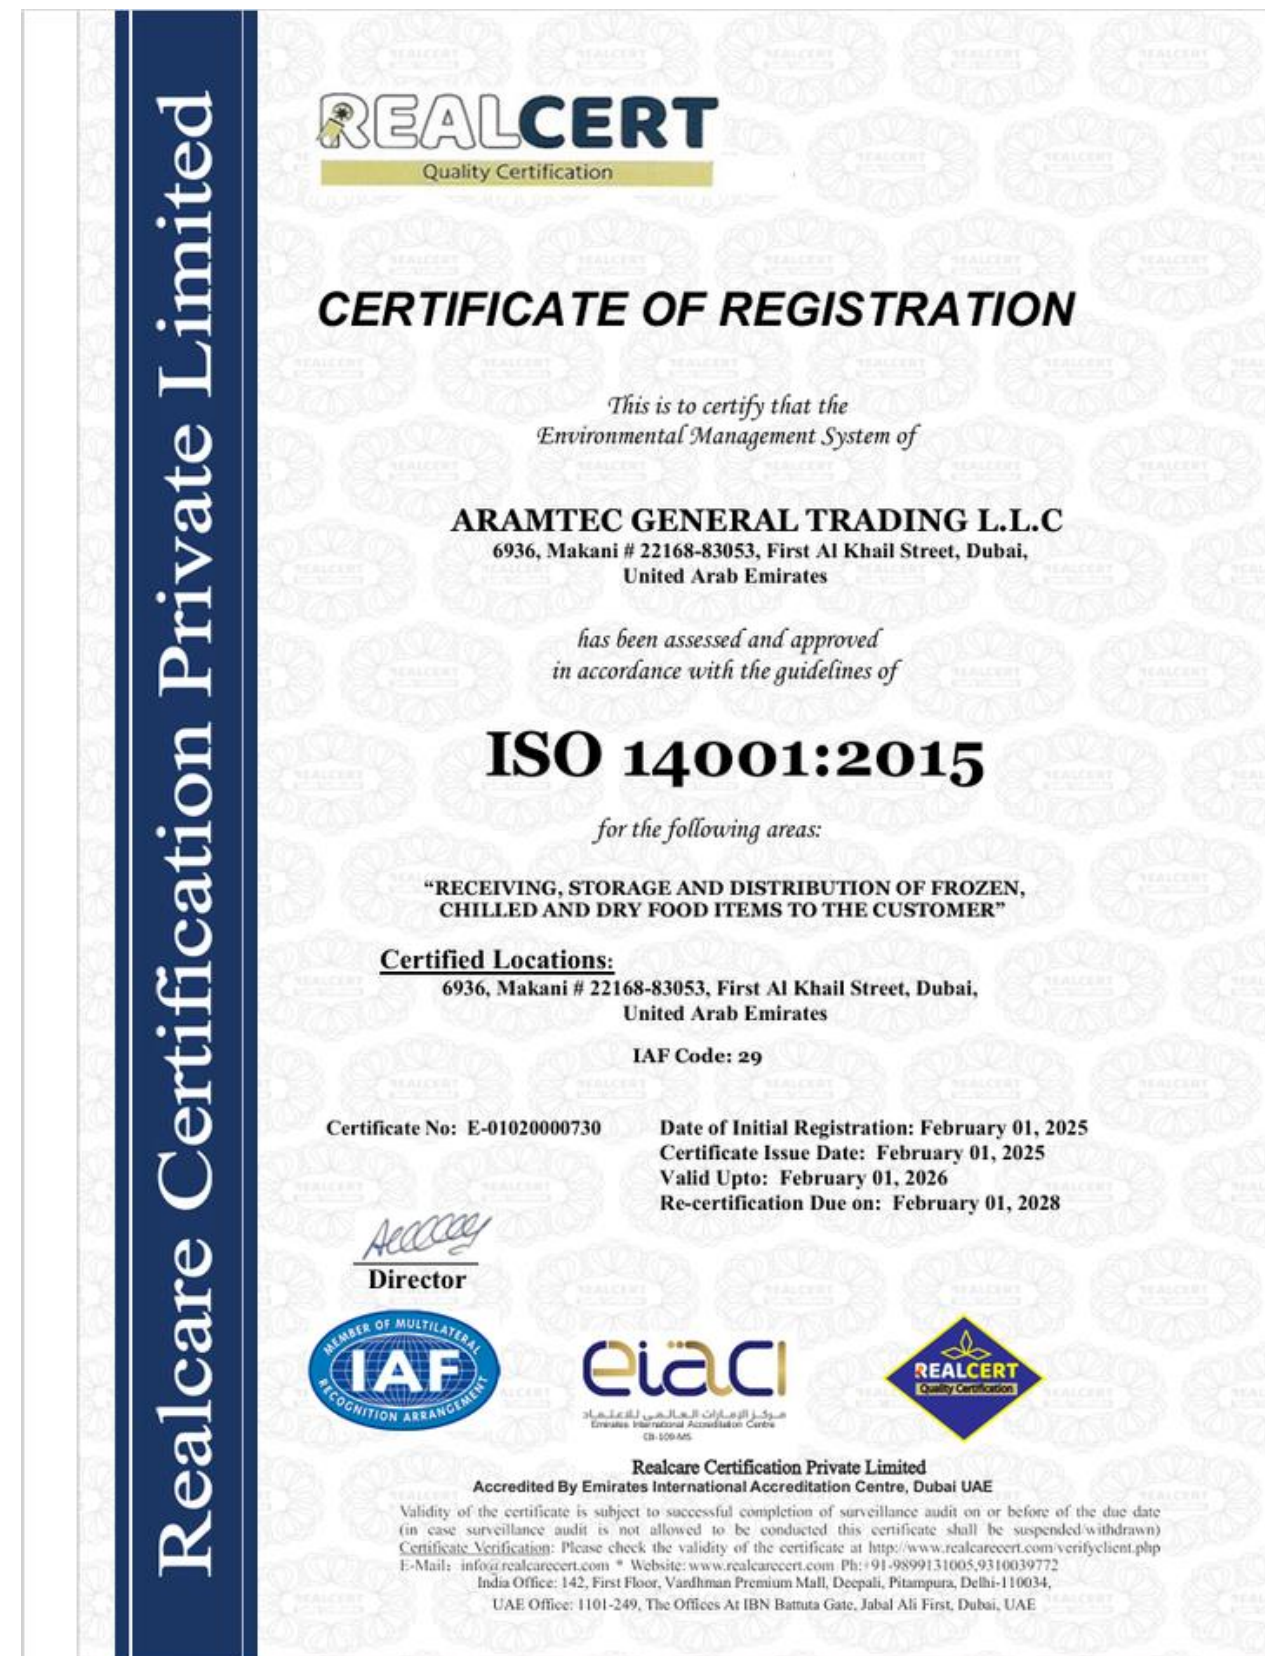 Realcare Certification Private Limited
REALCERT
Quality Certification
CERTIFICATE OF REGISTRATION
This is to certify that the
Environmental Management System of
ARAMTEC GENERAL TRADING L.L.C
6936, Makani # 22168-83053, First Al Khail Street, Dubai,
United Arab Emirates
has been assessed and approved
in accordance with the guidelines of
ISO 14001:2015
for the following areas:
“RECEIVING, STORAGE AND DISTRIBUTION OF FROZEN,
CHILLED AND DRY FOOD ITEMS TO THE CUSTOMER”
Certified Locations:
6936, Makani # 22168-83053, First Al Khail Street, Dubai,
United Arab Emirates
IAF Code: 29
Certificate No: E-01020000730
Date of Initial Registration: February 01, 2025
Certificate Issue Date: February 01, 2025
Valid Upto: February 01, 2026
Re-certification Due on: February 01, 2028
Director
MEMBER OF MULTILATERAL
IAF
RECOGNITION ARRANGEMENT
eiac
مركز الإمارات العالمي للاعتماد
Emirates International Accreditation Centre
CB-109-MS
REALCERT
Quality Certification
Realcare Certification Private Limited
Accredited By Emirates International Accreditation Centre, Dubai UAE
Validity of the certificate is subject to successful completion of surveillance audit on or before of the due date
(in case surveillance audit is not allowed to be conducted this certificate shall be suspended/withdrawn)
Certificate Verification: Please check the validity of the certificate at http://www.realcarecert.com/verifyclient.php
E-Mail: info@realcarecert.com * Website: www.realcarecert.com Ph:+91-9899131005,9310039772
India Office: 142, First Floor, Vardhman Premium Mall, Deepali, Pitampura, Delhi-110034,
UAE Office: 1101-249, The Offices At IBN Battuta Gate, Jabal Ali First, Dubai, UAE